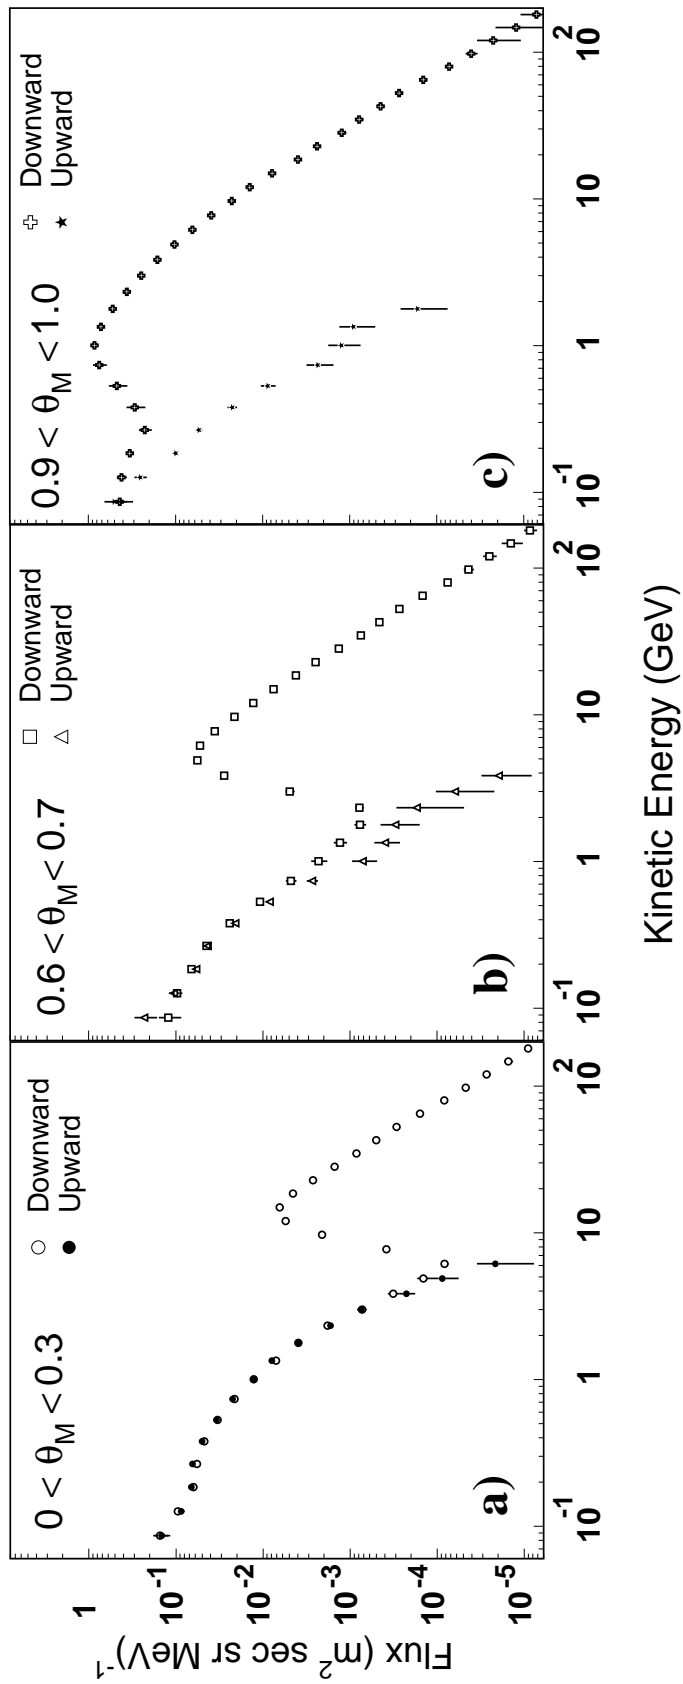 Flux (m² sec sr MeV)⁻¹
1
10⁻¹
10⁻²
10⁻³
10⁻⁴
10⁻⁵
0 < θ_M < 0.3
Downward
Upward
a)
10⁻¹
1
10
10²
0.6 < θ_M < 0.7
Downward
Upward
b)
10⁻¹
1
10
10²
0.9 < θ_M < 1.0
Downward
Upward
c)
10⁻¹
1
10
10²
Kinetic Energy (GeV)